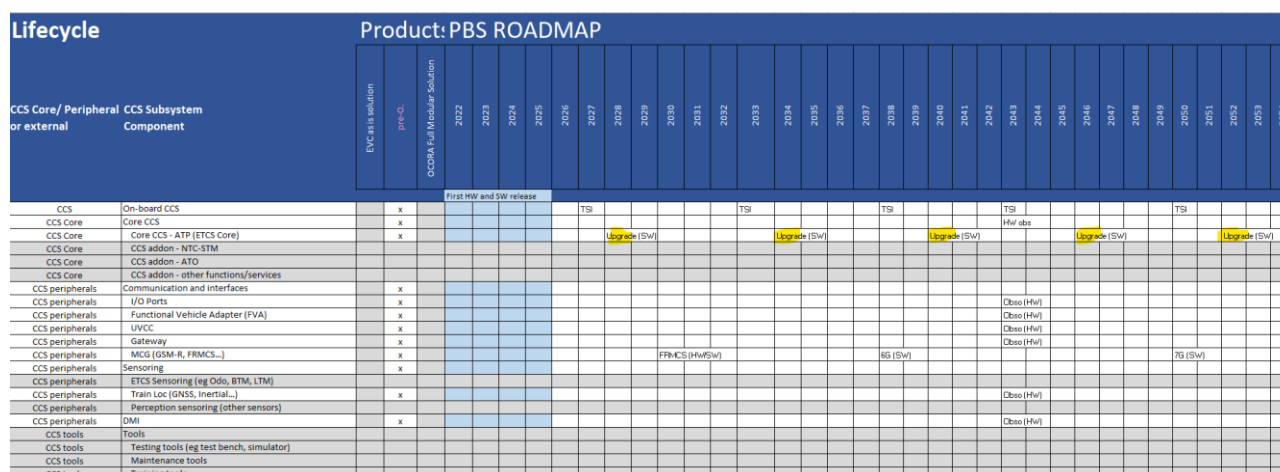 Lifecycle Product: PBS ROADMAP
CCS Core/ Peripheral CCS Subsystem
or external Component
EVC as is solution
pre-O.
OCORA Full Modular Solution
2022 2023 2024 2025 2026 2027 2028 2029 2030 2031 2032 2033 2034 2035 2036 2037 2038 2039 2040 2041 2042 2043 2044 2045 2046 2047 2048 2049 2050 2051 2052 2053
First HW and SW release
CCS On-board CCS x TSI TSI TSI TSI TSI
CCS Core Core CCS x HW obs
CCS Core Core CCS - ATP (ETCS Core) x Upgrade (SW) Upgrade (SW) Upgrade (SW) Upgrade (SW) Upgrade (SW)
CCS Core CCS addon - NTC-STM
CCS Core CCS addon - ATO
CCS Core CCS addon - other functions/services
CCS peripherals Communication and interfaces x
CCS peripherals I/O Ports x Obso (HW)
CCS peripherals Functional Vehicle Adapter (FVA) x Obso (HW)
CCS peripherals UVCC x Obso (HW)
CCS peripherals Gateway x Obso (HW)
CCS peripherals MCG (GSM-R, FRMCS...) x FRMCS (HW/SW) 6G (SW) 7G (SW)
CCS peripherals Sensoring x
CCS peripherals ETCS Sensoring (eg Odo, BTM, LTM)
CCS peripherals Train Loc (GNSS, Inertial...) x Obso (HW)
CCS peripherals Perception sensoring (other sensors)
CCS peripherals DMI x Obso (HW)
CCS tools Tools
CCS tools Testing tools (eg test bench, simulator)
CCS tools Maintenance tools